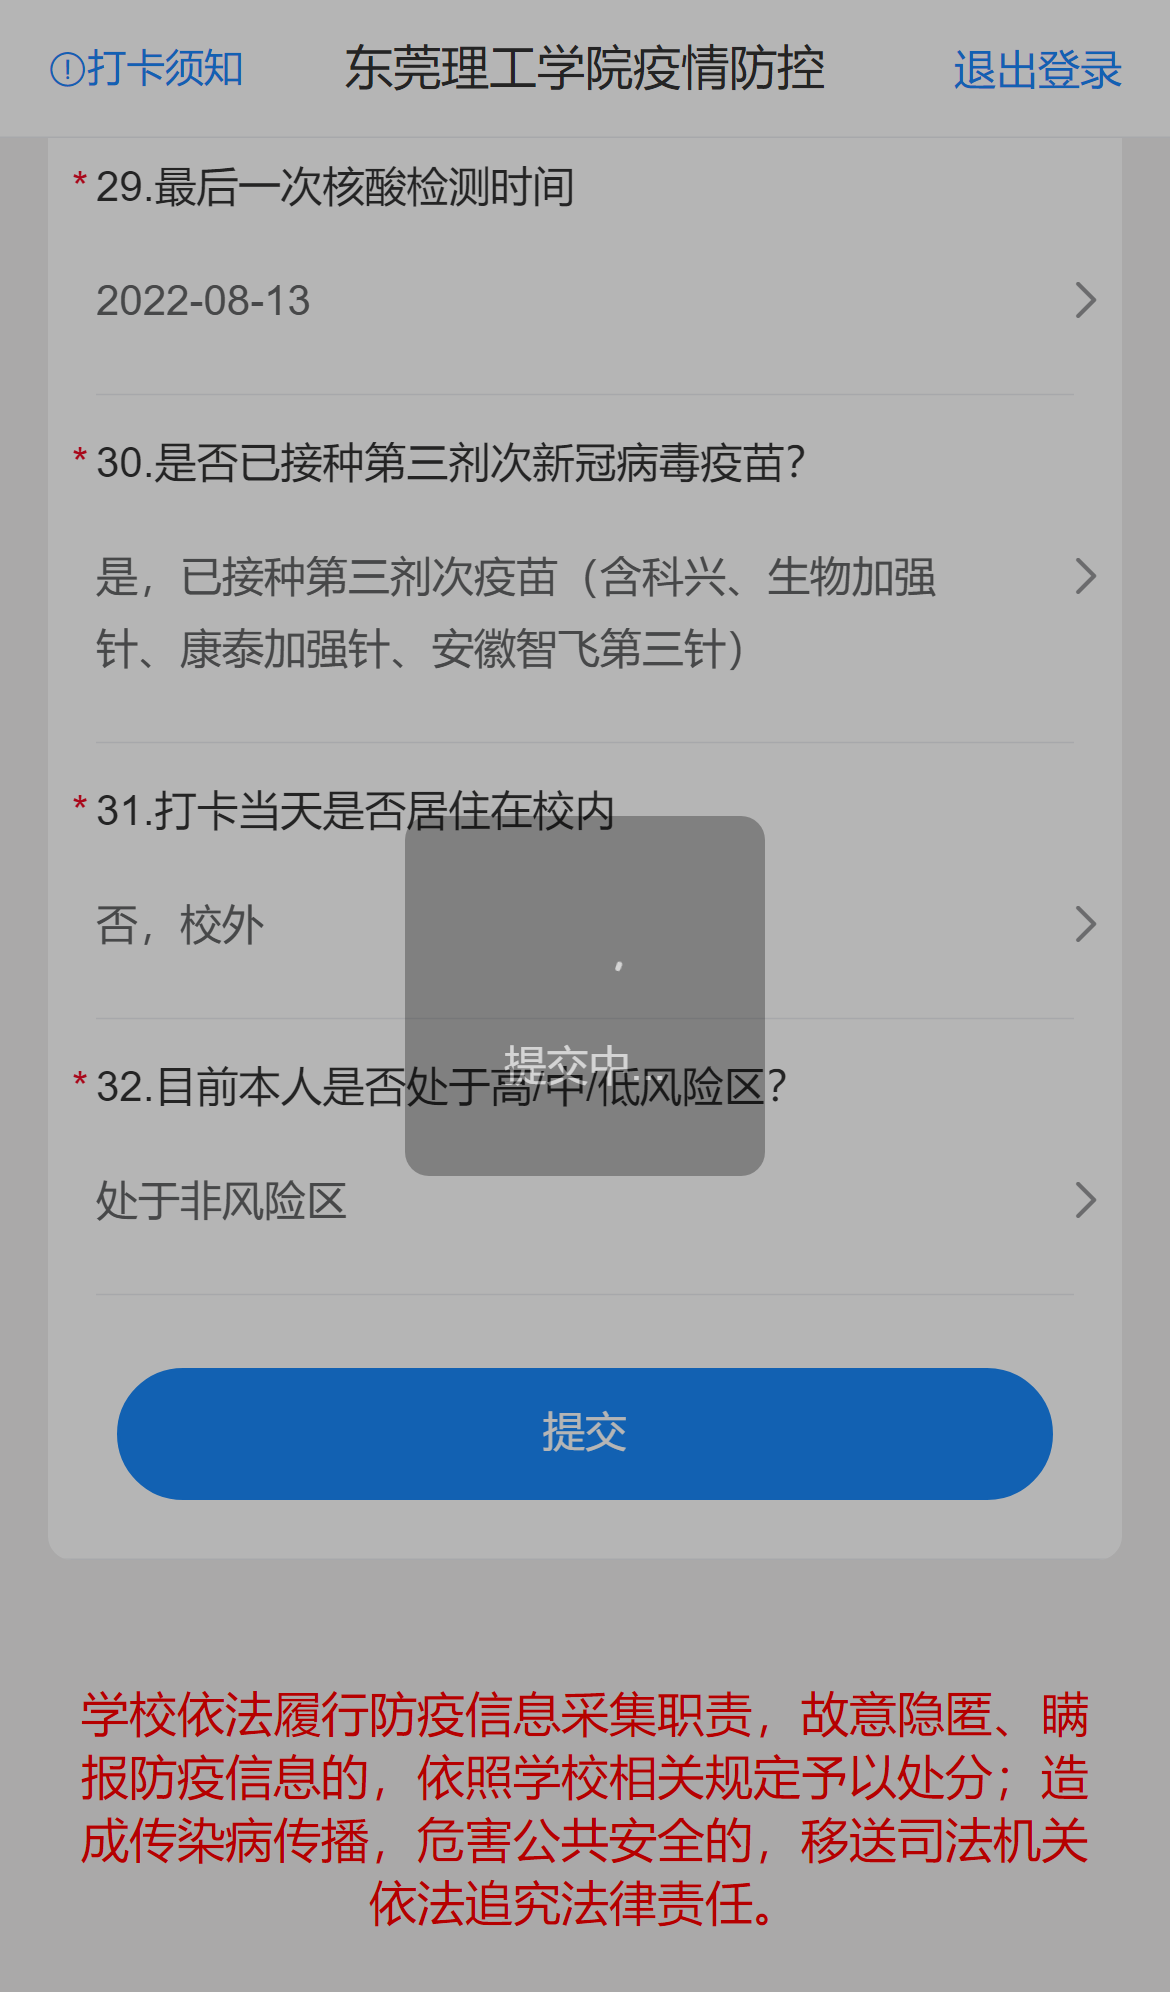 打卡须知 东莞理工学院疫情防控 退出登录
* 29.最后一次核酸检测时间
2022-08-13
* 30.是否已接种第三剂次新冠病毒疫苗?
是，已接种第三剂次疫苗（含科兴、生物加强
针、康泰加强针、安徽智飞第三针）
* 31.打卡当天是否居住在校内
否，校外
提交中...
* 32.目前本人是否处于高/中/低风险区?
处于非风险区
提交
学校依法履行防疫信息采集职责，故意隐匿、瞒
报防疫信息的，依照学校相关规定予以处分；造
成传染病传播，危害公共安全的，移送司法机关
依法追究法律责任。